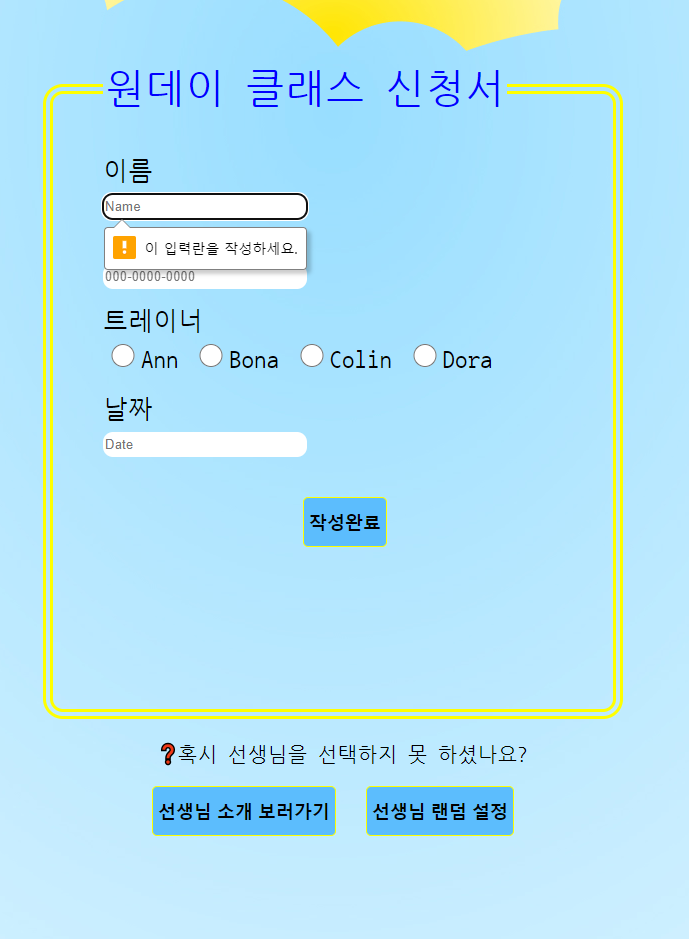 원데이 클래스 신청서
이름
Name
이 입력란을 작성하세요.
000-0000-0000
트레이너
Ann Bona Colin Dora
날짜
Date
작성완료
❓혹시 선생님을 선택하지 못 하셨나요?
선생님 소개 보러가기 선생님 랜덤 설정